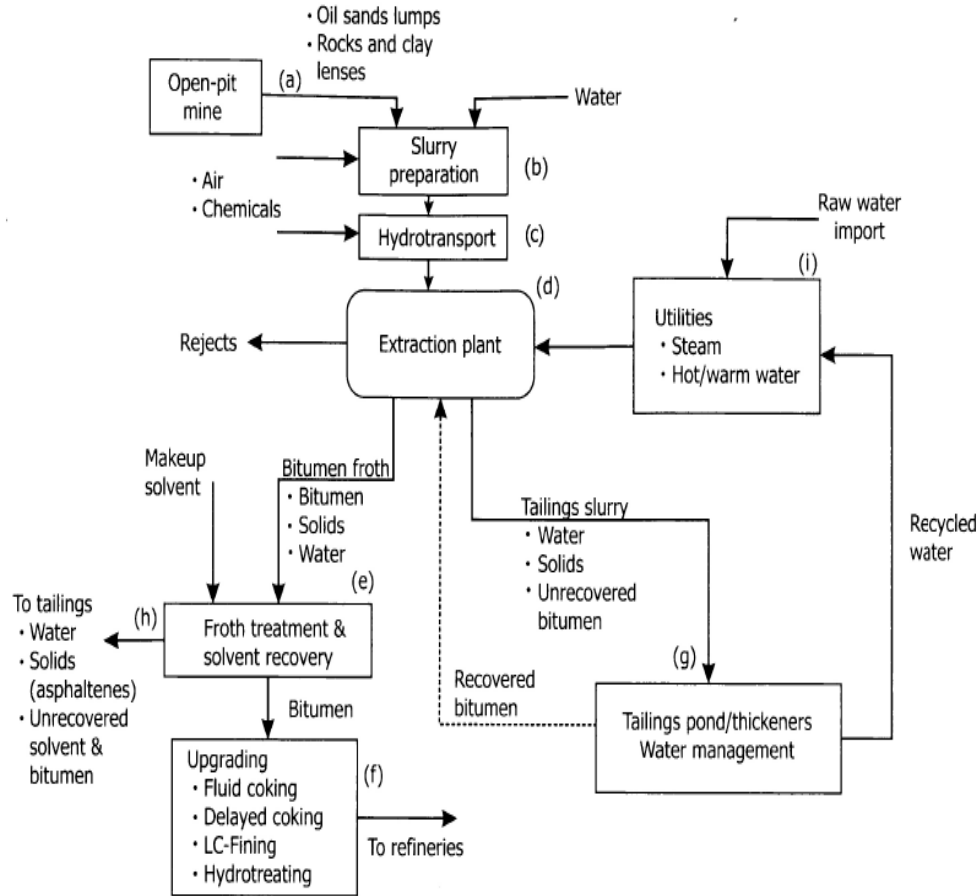 · Oil sands lumps
· Rocks and clay
lenses
Open-pit
mine
(a)
Water
Slurry
preparation
(b)
· Air
· Chemicals
Hydrotransport
(c)
Raw water
import
(d)
(i)
Rejects
Extraction plant
Utilities
· Steam
· Hot/warm water
Makeup
solvent
Bitumen froth
· Bitumen
· Solids
· Water
Tailings slurry
· Water
· Solids
· Unrecovered
bitumen
Recycled
water
(e)
To tailings
· Water
· Solids
(asphaltenes)
· Unrecovered
solvent &
bitumen
(h)
Froth treatment &
solvent recovery
(g)
Recovered
bitumen
Tailings pond/thickeners
Water management
Bitumen
Upgrading
· Fluid coking
· Delayed coking
· LC-Fining
· Hydrotreating
(f)
To refineries